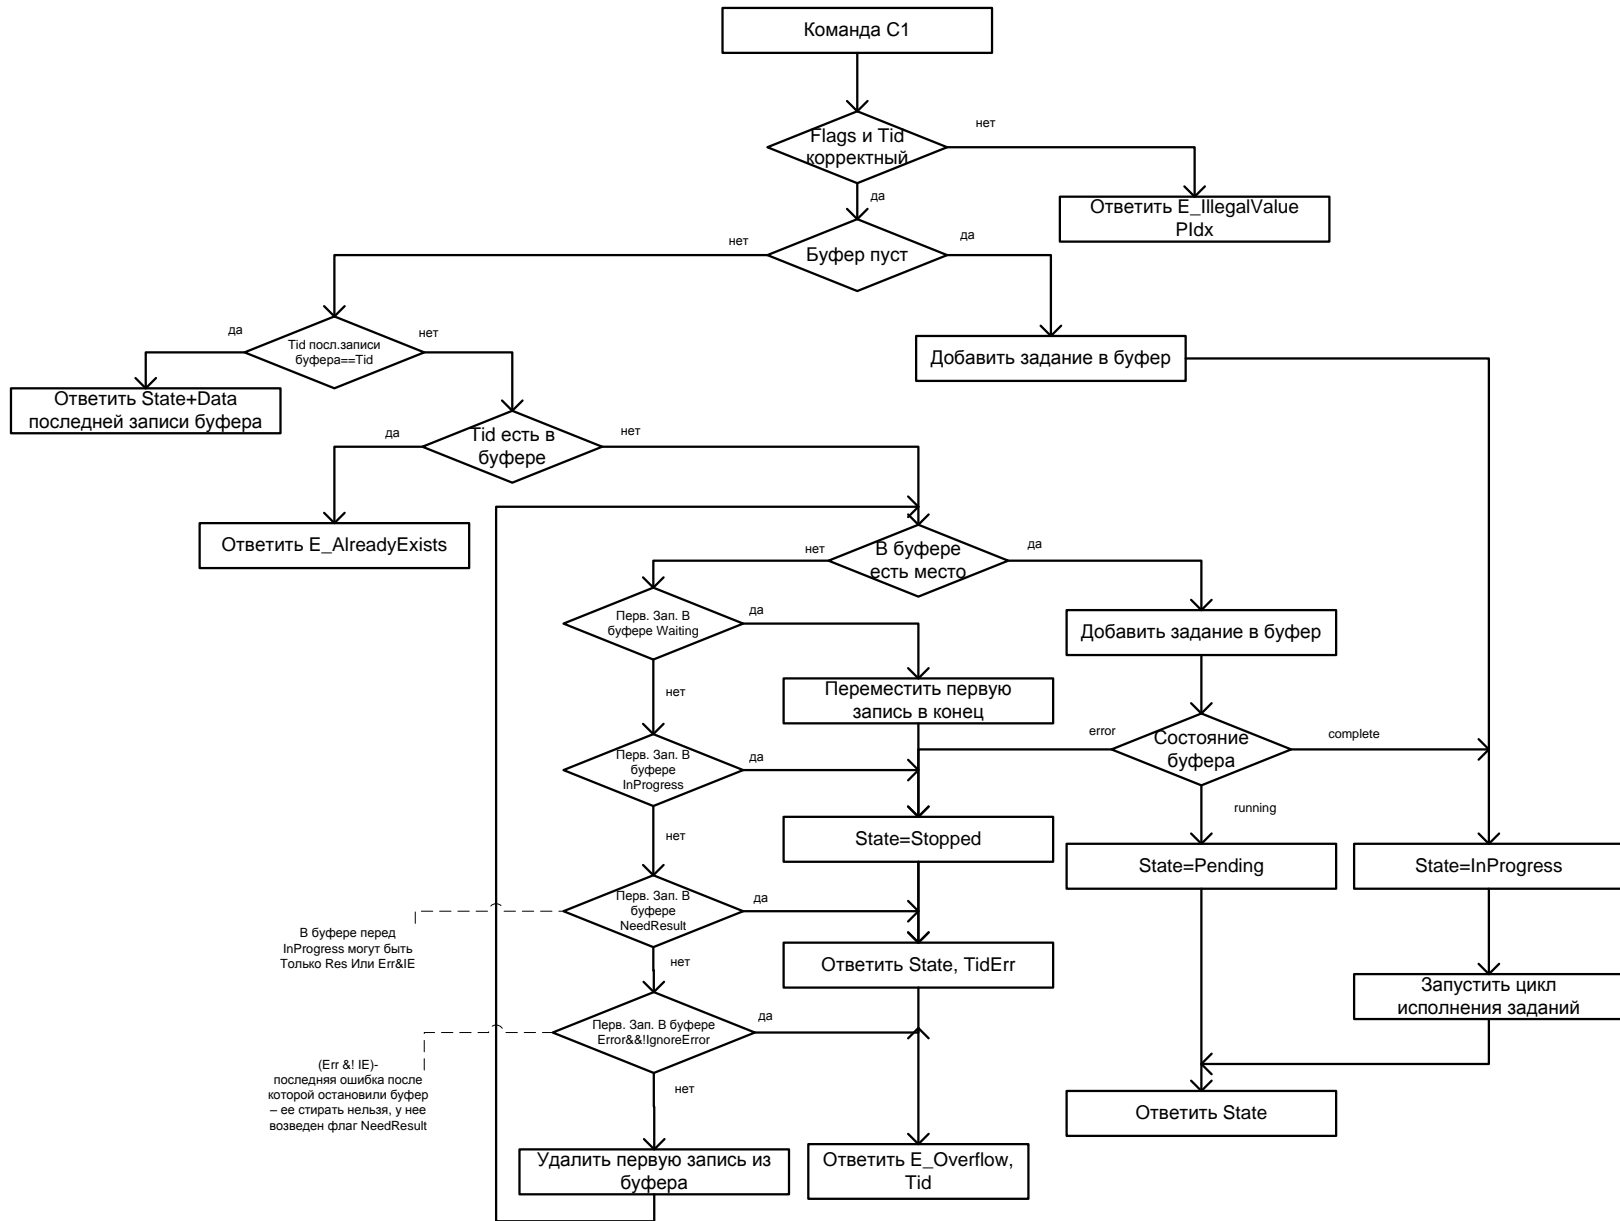 Команда C1
Flags и Tid
корректный
нет
да
Ответить E_IllegalValue
PIdx
нет
Буфер пуст
да
да
Tid посл.записи
буфера==Tid
нет
Добавить задание в буфер
Ответить State+Data
последней записи буфера
да
Tid есть в
буфере
нет
Ответить E_AlreadyExists
нет
В буфере
есть место
да
Перв. Зап. В
буфере Waiting
да
Добавить задание в буфер
нет
Переместить первую
запись в конец
error
Состояние
буфера
complete
Перв. Зап. В
буфере
InProgress
да
running
нет
State=Stopped
State=Pending
State=InProgress
Перв. Зап. В
буфере
NeedResult
да
В буфере перед
InProgress могут быть
Только Res Или Err&IE
нет
Ответить State, TidErr
Запустить цикл
исполнения заданий
Перв. Зап. В буфере
Error&&!IgnoreError
да
(Err &! IE)-
последняя ошибка после
которой остановили буфер
– ее стирать нельзя, у нее
возведен флаг NeedResult
нет
Ответить State
Удалить первую запись из
буфера
Ответить E_Overflow,
Tid